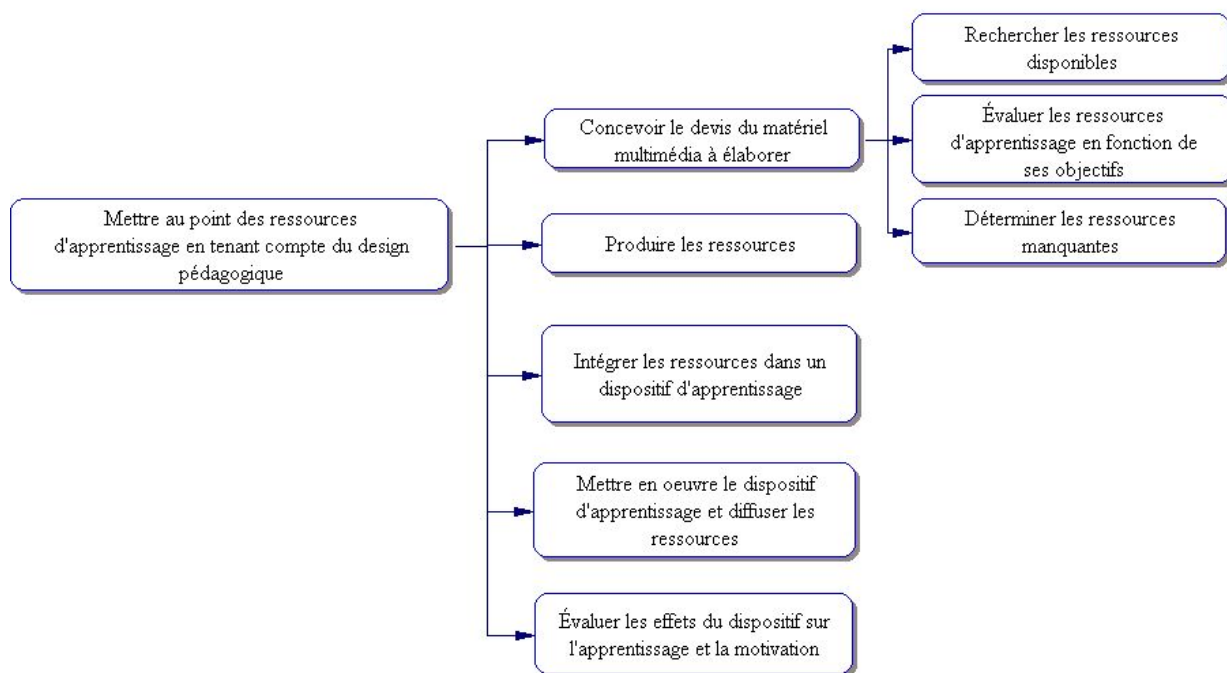 Mettre au point des ressources
d'apprentissage en tenant compte du design
pédagogique
Concevoir le devis du matériel
multimédia à élaborer
Rechercher les ressources
disponibles
Évaluer les ressources
d'apprentissage en fonction de
ses objectifs
Déterminer les ressources
manquantes
Produire les ressources
Intégrer les ressources dans un
dispositif d'apprentissage
Mettre en oeuvre le dispositif
d'apprentissage et diffuser les
ressources
Évaluer les effets du dispositif sur
l'apprentissage et la motivation